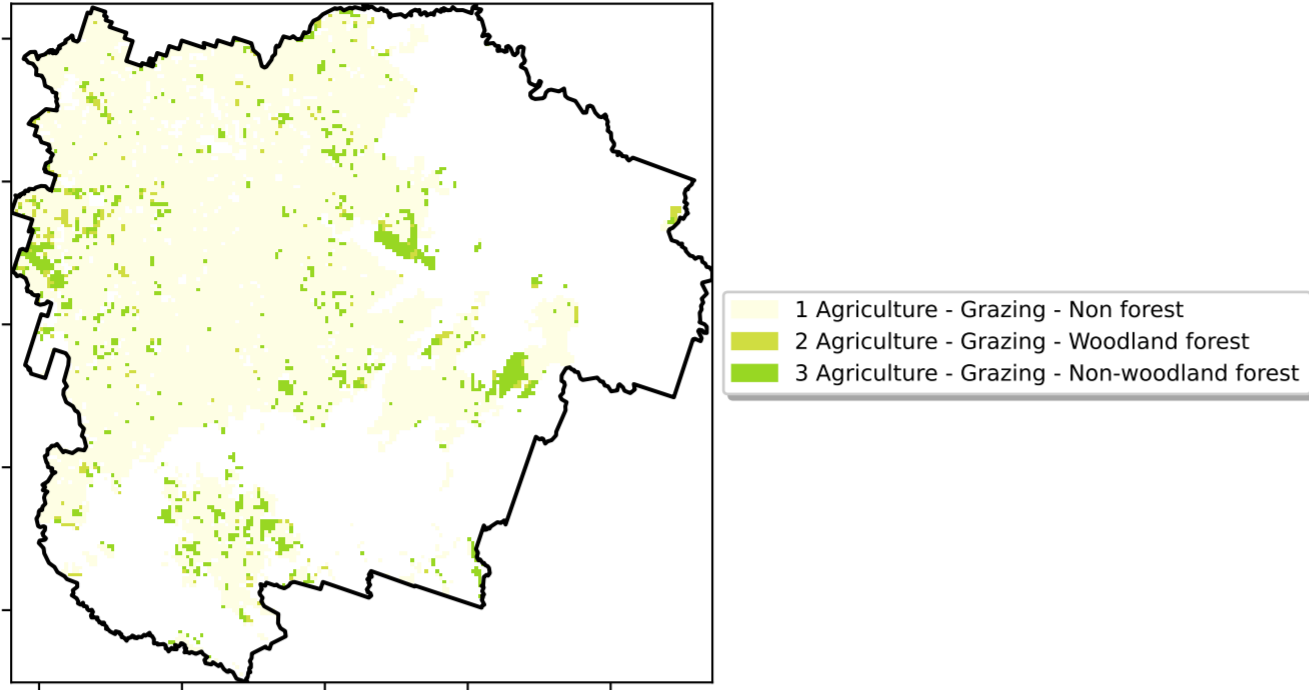 1 Agriculture - Grazing - Non forest
2 Agriculture - Grazing - Woodland forest
3 Agriculture - Grazing - Non-woodland forest